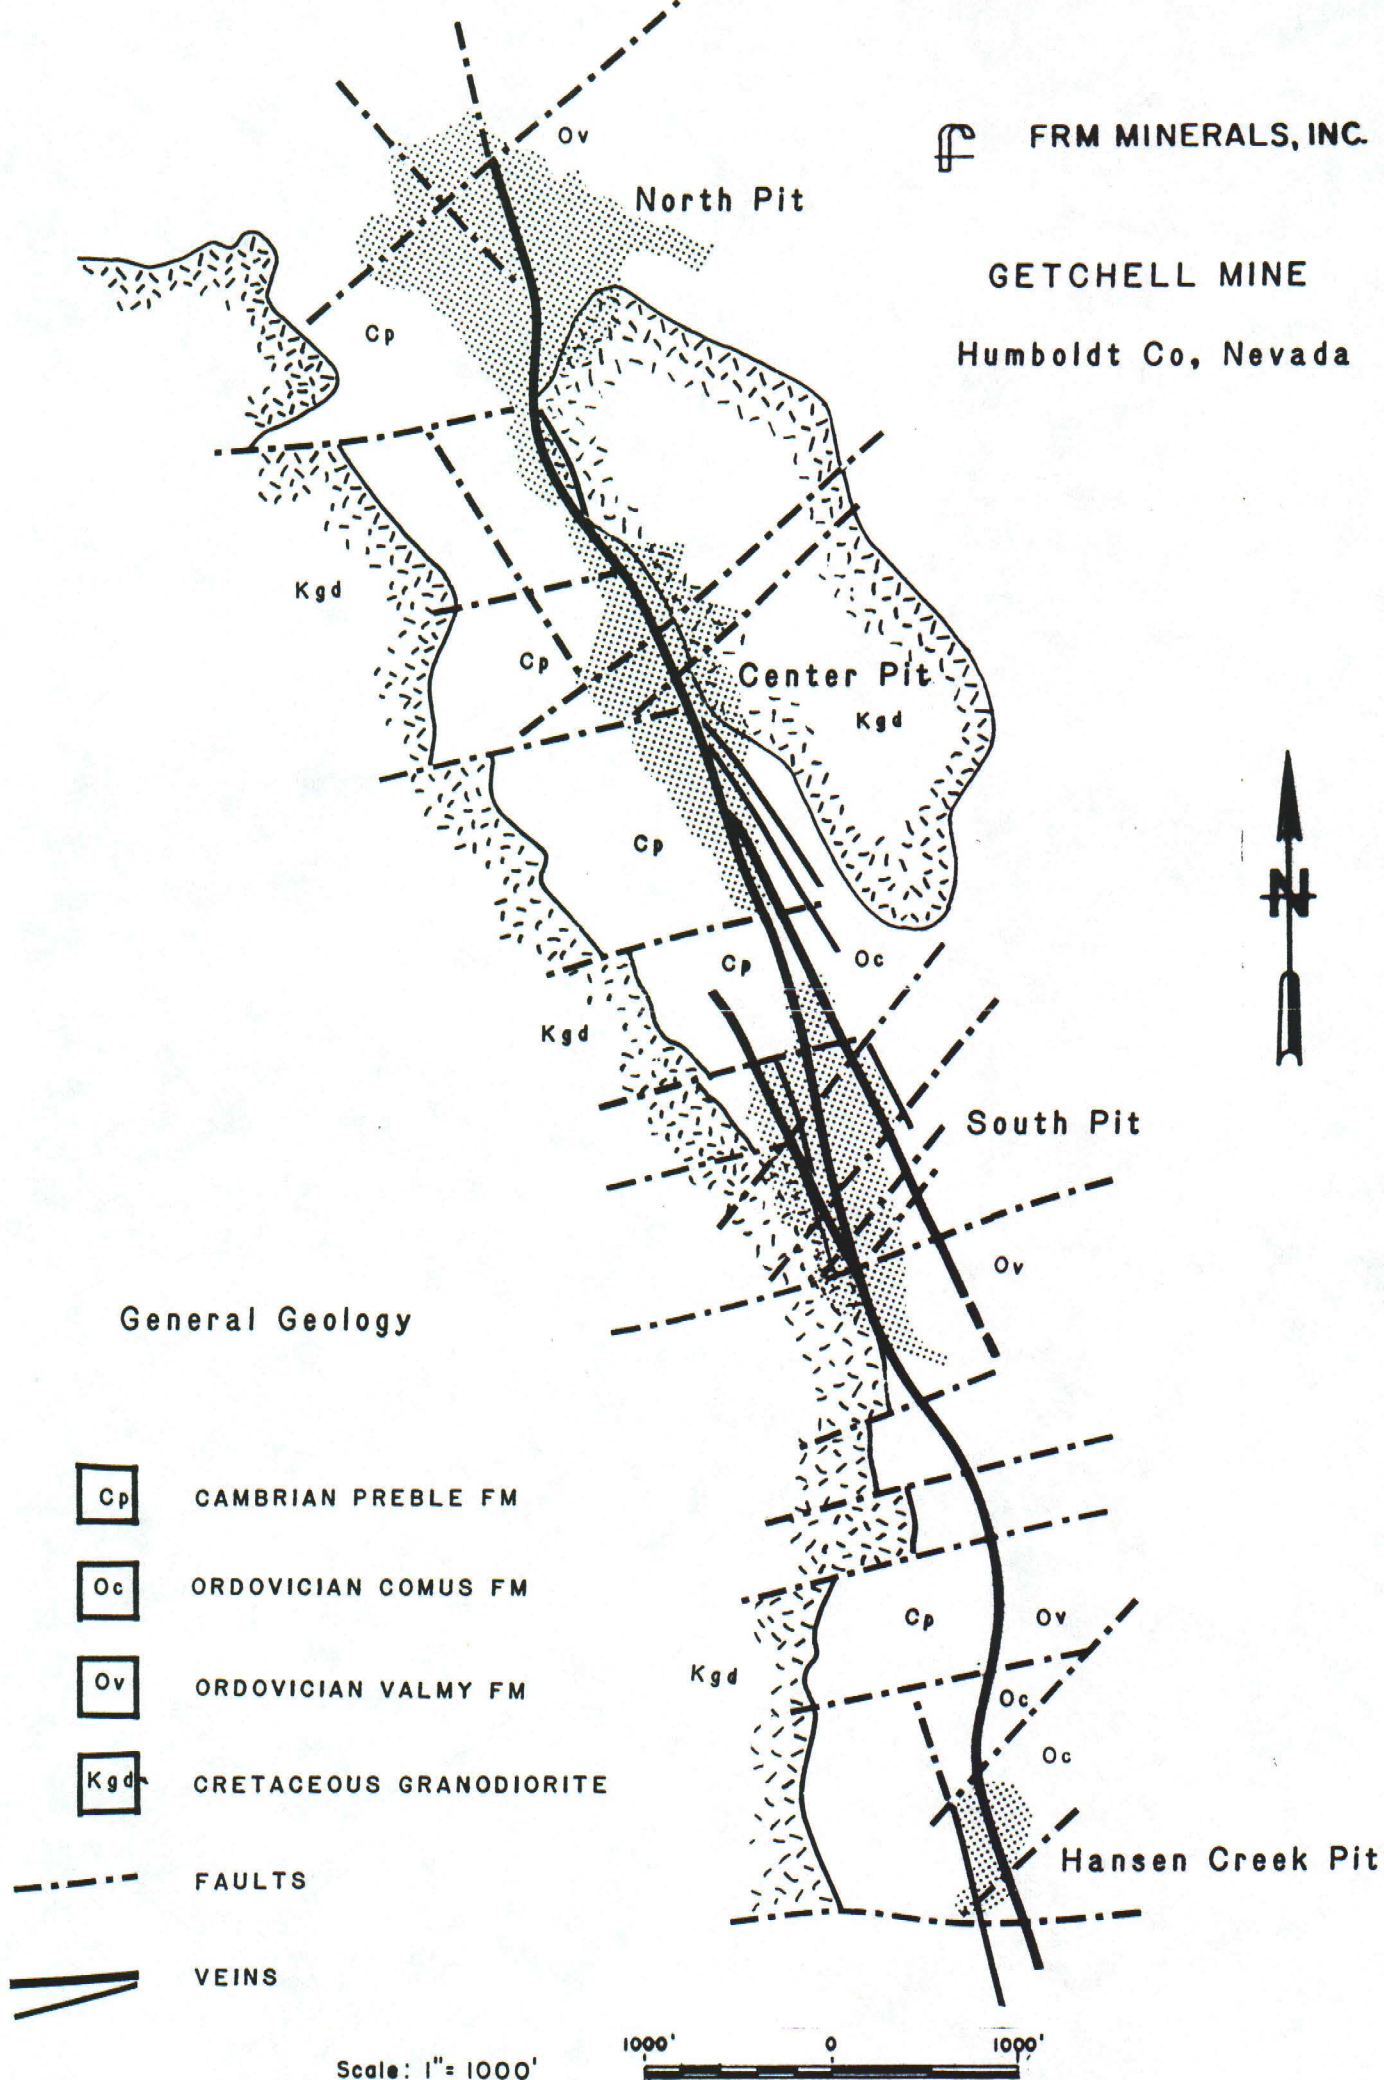 FRM MINERALS, INC.
GETCHELL MINE
Humboldt Co, Nevada
Ov
North Pit
Cp
Kgd
Cp
Center Pit
Kgd
Cp
N
Cp
Oc
Kgd
South Pit
Ov
General Geology
Cp CAMBRIAN PREBLE FM
Oc ORDOVICIAN COMUS FM
Ov ORDOVICIAN VALMY FM
Kgd CRETACEOUS GRANODIORITE
FAULTS
VEINS
Cp
Ov
Kgd
Oc
Oc
Hansen Creek Pit
1000' 0 1000'
Scale: 1"= 1000'